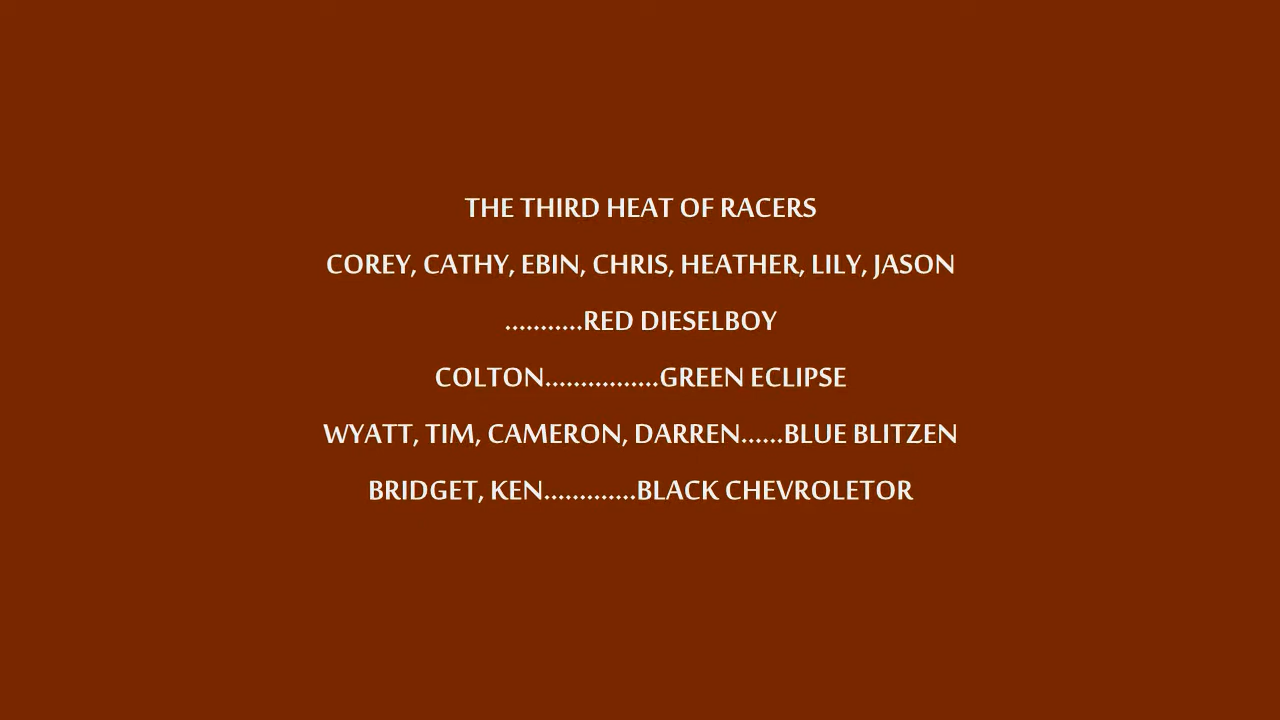 THE THIRD HEAT OF RACERS
COREY, CATHY, EBIN, CHRIS, HEATHER, LILY, JASON
...........RED DIESELBOY
COLTON................GREEN ECLIPSE
WYATT, TIM, CAMERON, DARREN......BLUE BLITZEN
BRIDGET, KEN.............BLACK CHEVROLETOR